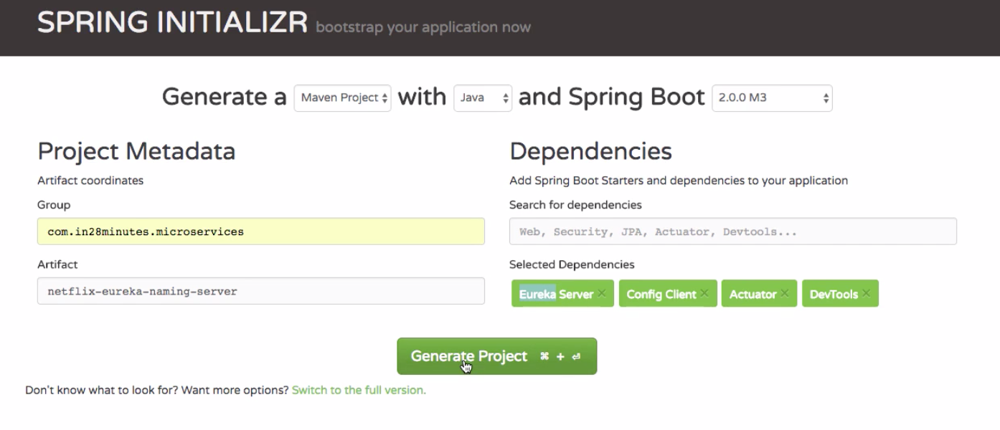 SPRING INITIALIZR bootstrap your application now
Generate a Maven Project with Java and Spring Boot 2.0.0 M3
Project Metadata
Artifact coordinates
Group
com.in28minutes.microservices
Artifact
netflix-eureka-naming-server
Dependencies
Add Spring Boot Starters and dependencies to your application
Search for dependencies
Web, Security, JPA, Actuator, Devtools...
Selected Dependencies
Eureka Server × Config Client × Actuator × DevTools ×
Generate Project ⌘ + ⏎
Don't know what to look for? Want more options? Switch to the full version.